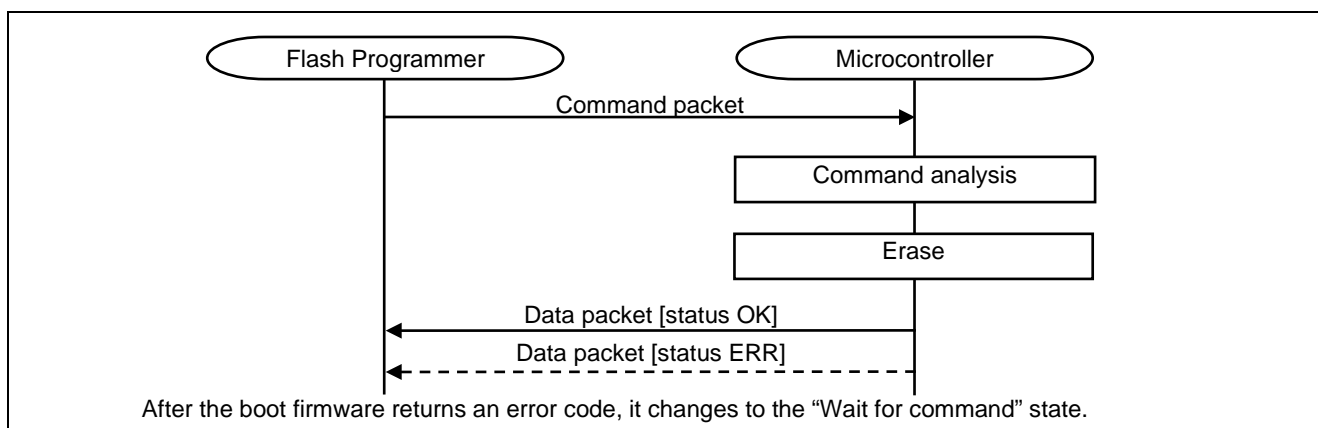 Flash Programmer
Microcontroller
Command packet
Command analysis
Erase
Data packet [status OK]
Data packet [status ERR]
After the boot firmware returns an error code, it changes to the “Wait for command” state.